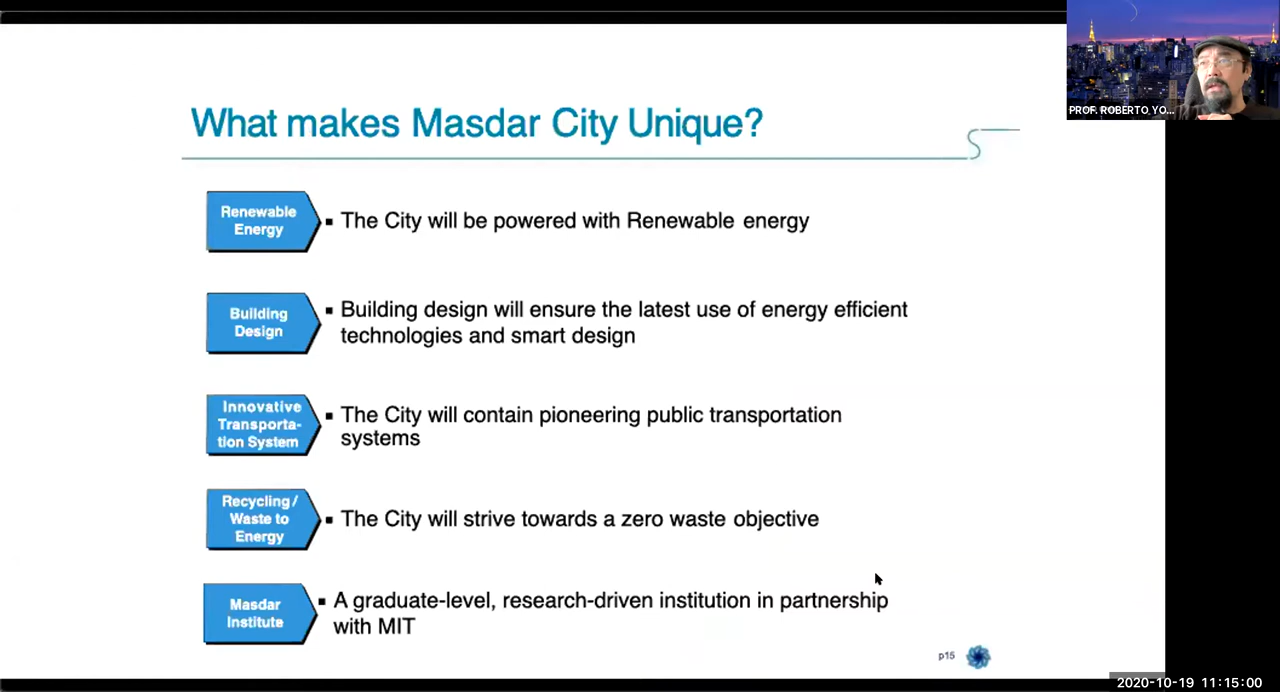 PROF. ROBERTO YO...
What makes Masdar City Unique?
Renewable
Energy
▪ The City will be powered with Renewable energy
Building
Design
▪ Building design will ensure the latest use of energy efficient
technologies and smart design
Innovative
Transporta-
tion System
▪ The City will contain pioneering public transportation
systems
Recycling/
Waste to
Energy
▪ The City will strive towards a zero waste objective
Masdar
Institute
▪ A graduate-level, research-driven institution in partnership
with MIT
p15
2020-10-19 11:15:00